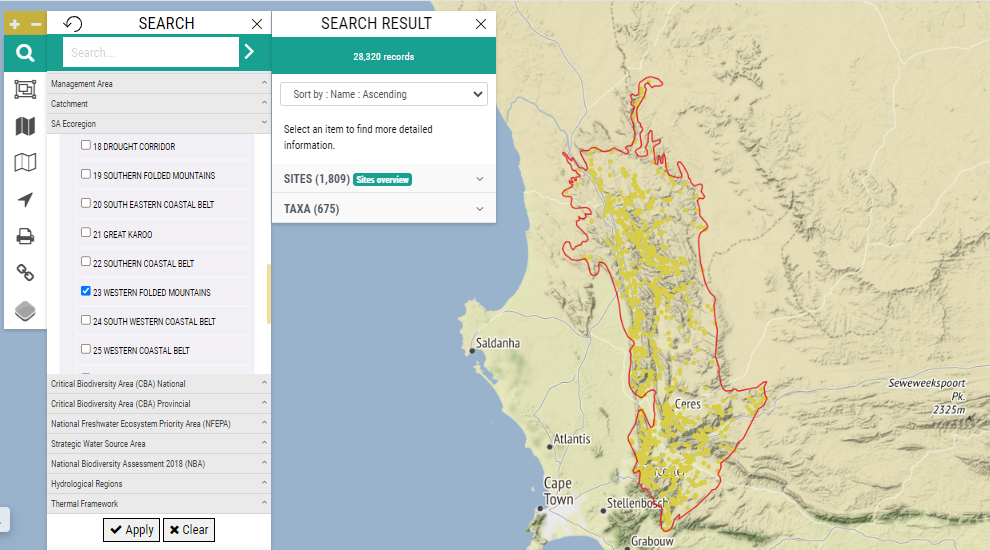 SEARCH
Search...
Management Area
Catchment
SA Ecoregion
18 DROUGHT CORRIDOR
19 SOUTHERN FOLDED MOUNTAINS
20 SOUTH EASTERN COASTAL BELT
21 GREAT KAROO
22 SOUTHERN COASTAL BELT
23 WESTERN FOLDED MOUNTAINS
24 SOUTH WESTERN COASTAL BELT
25 WESTERN COASTAL BELT
Critical Biodiversity Area (CBA) National
Critical Biodiversity Area (CBA) Provincial
National Freshwater Ecosystem Priority Area (NFEPA)
Strategic Water Source Area
National Biodiversity Assessment 2018 (NBA)
Hydrological Regions
Thermal Framework
Apply
Clear
SEARCH RESULT
28,320 records
Sort by : Name : Ascending
Select an item to find more detailed
information.
SITES (1,809) Sites overview
TAXA (675)
Saldanha
Seweweekspoort
Pk.
2325m
Ceres
Atlantis
Cape
Town
Stellenbosch
Grabouw